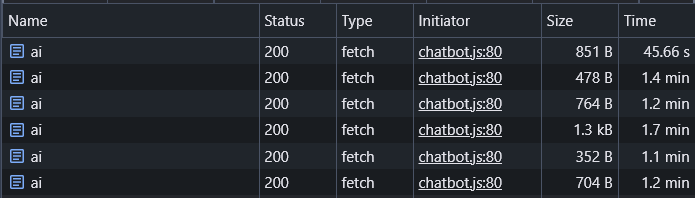 Name Status Type Initiator Size Time
ai 200 fetch chatbot.js:80 851 B 45.66 s
ai 200 fetch chatbot.js:80 478 B 1.4 min
ai 200 fetch chatbot.js:80 764 B 1.2 min
ai 200 fetch chatbot.js:80 1.3 kB 1.7 min
ai 200 fetch chatbot.js:80 352 B 1.1 min
ai 200 fetch chatbot.js:80 704 B 1.2 min